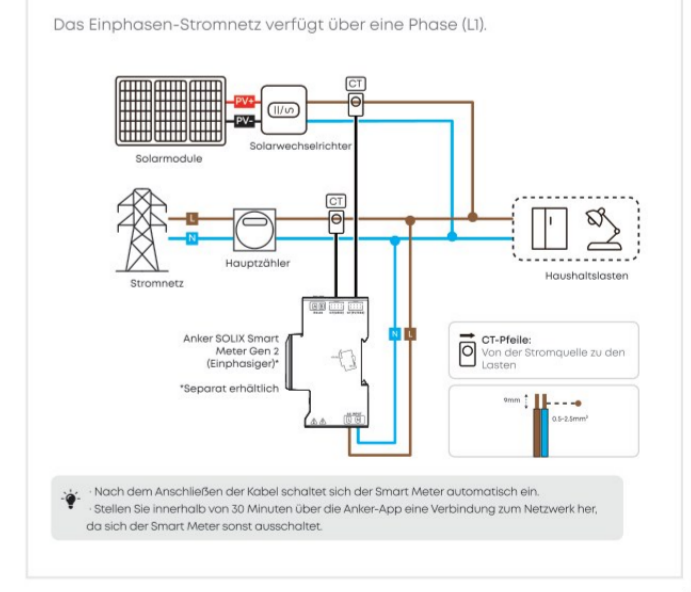 Das Einphasen-Stromnetz verfügt über eine Phase (L1).
CT
PV+
PV-
Solarmodule
Solarwechselrichter
CT
L
N
Hauptzähler
Stromnetz
Haushaltslasten
Anker SOLIX Smart
Meter Gen 2
(Einphasiger)*
*Separat erhältlich
N
L
CT-Pfeile:
Von der Stromquelle zu den
Lasten
9mm
0.5-2.5mm²
· Nach dem Anschließen der Kabel schaltet sich der Smart Meter automatisch ein.
· Stellen Sie innerhalb von 30 Minuten über die Anker-App eine Verbindung zum Netzwerk her,
da sich der Smart Meter sonst ausschaltet.